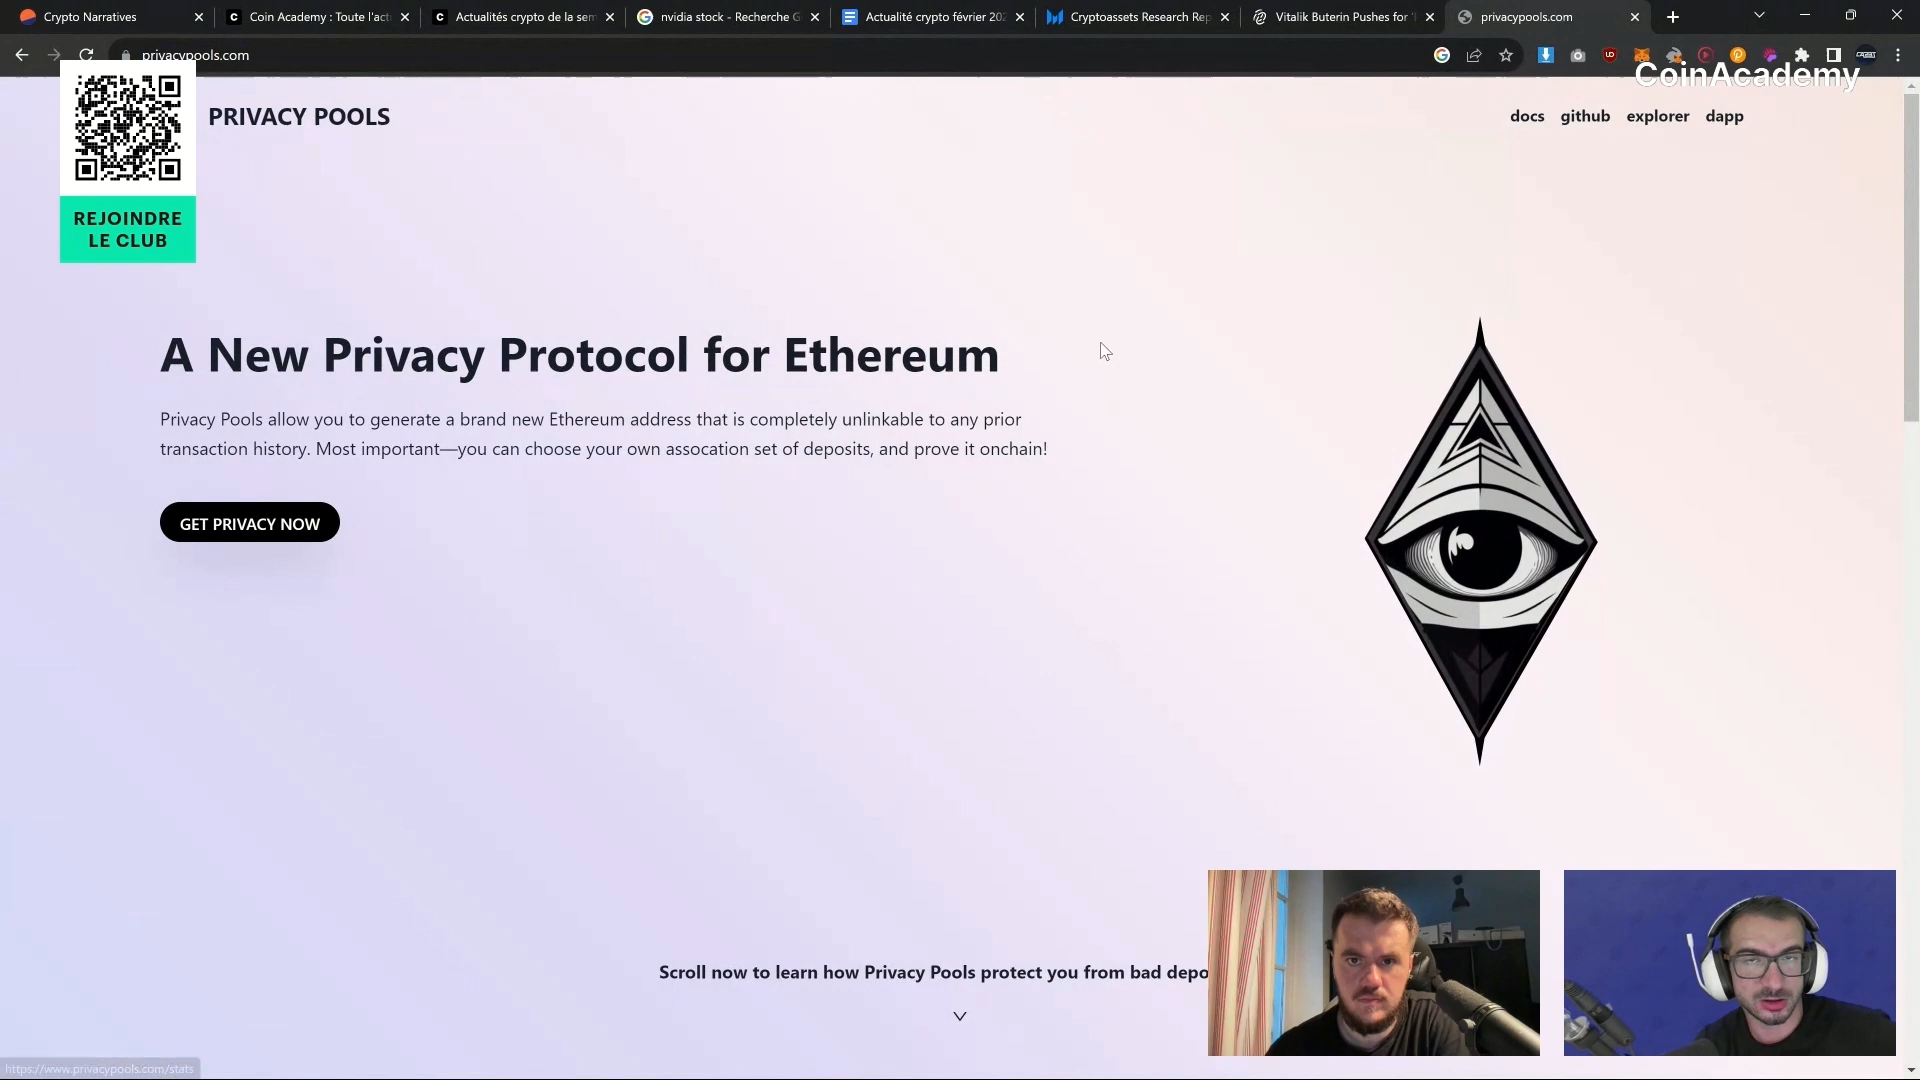 Crypto Narratives
Coin Academy : Toute l'act
Actualités crypto de la sem
nvidia stock - Recherche G
Actualité crypto février 202
Cryptoassets Research Rep
Vitalik Buterin Pushes for
privacypools.com
privacypools.com
CoinAcademy
PRIVACY POOLS
docs
github
explorer
dapp
REJOINDRE
LE CLUB
A New Privacy Protocol for Ethereum
Privacy Pools allow you to generate a brand new Ethereum address that is completely unlinkable to any prior
transaction history. Most important—you can choose your own assocation set of deposits, and prove it onchain!
GET PRIVACY NOW
Scroll now to learn how Privacy Pools protect you from bad depo
https://www.privacypools.com/stats